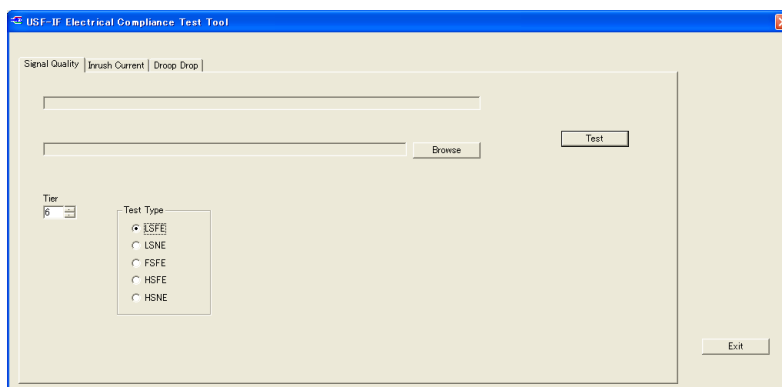 USF-IF Electrical Compliance Test Tool
Signal Quality Inrush Current Droop Drop
Test
Browse
Tier
6
Test Type
LSFE
LSNE
FSFE
HSFE
HSNE
Exit